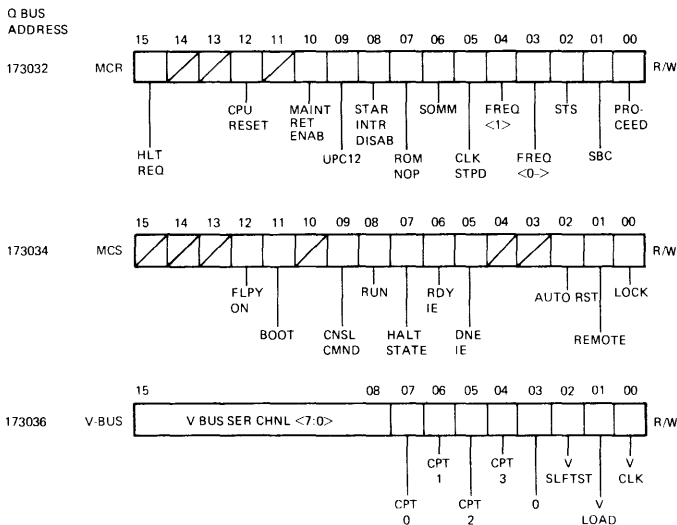 Q BUS
ADDRESS
15 14 13 12 11 10 09 08 07 06 05 04 03 02 01 00
173032 MCR R/W
CPU RESET
MAINT RET ENAB
STAR INTR DISAB
SOMM
FREQ <1>
STS
PRO-CEED
HLT REQ
UPC12
ROM NOP
CLK STPD
FREQ <0->
SBC
15 14 13 12 11 10 09 08 07 06 05 04 03 02 01 00
173034 MCS R/W
FLPY ON
RUN
RDY IE
AUTO RST
LOCK
BOOT
CNSL CMND
HALT STATE
DNE IE
REMOTE
15 08 07 06 05 04 03 02 01 00
173036 V-BUS V BUS SER CHNL <7:0> R/W
CPT 1
CPT 3
V SLFTST
V CLK
CPT 0
CPT 2
0
V LOAD